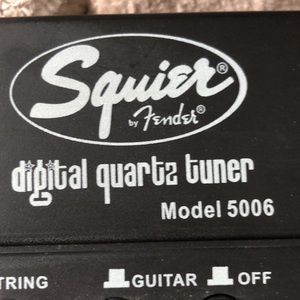 Squier®
by Fender®
digital quartz tuner
Model 5006
TRING GUITAR OFF